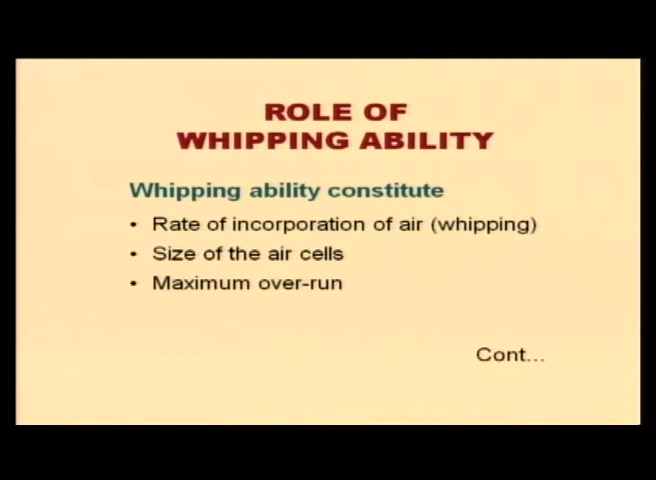 ROLE OF
WHIPPING ABILITY
Whipping ability constitute
• Rate of incorporation of air (whipping)
• Size of the air cells
• Maximum over-run
Cont...